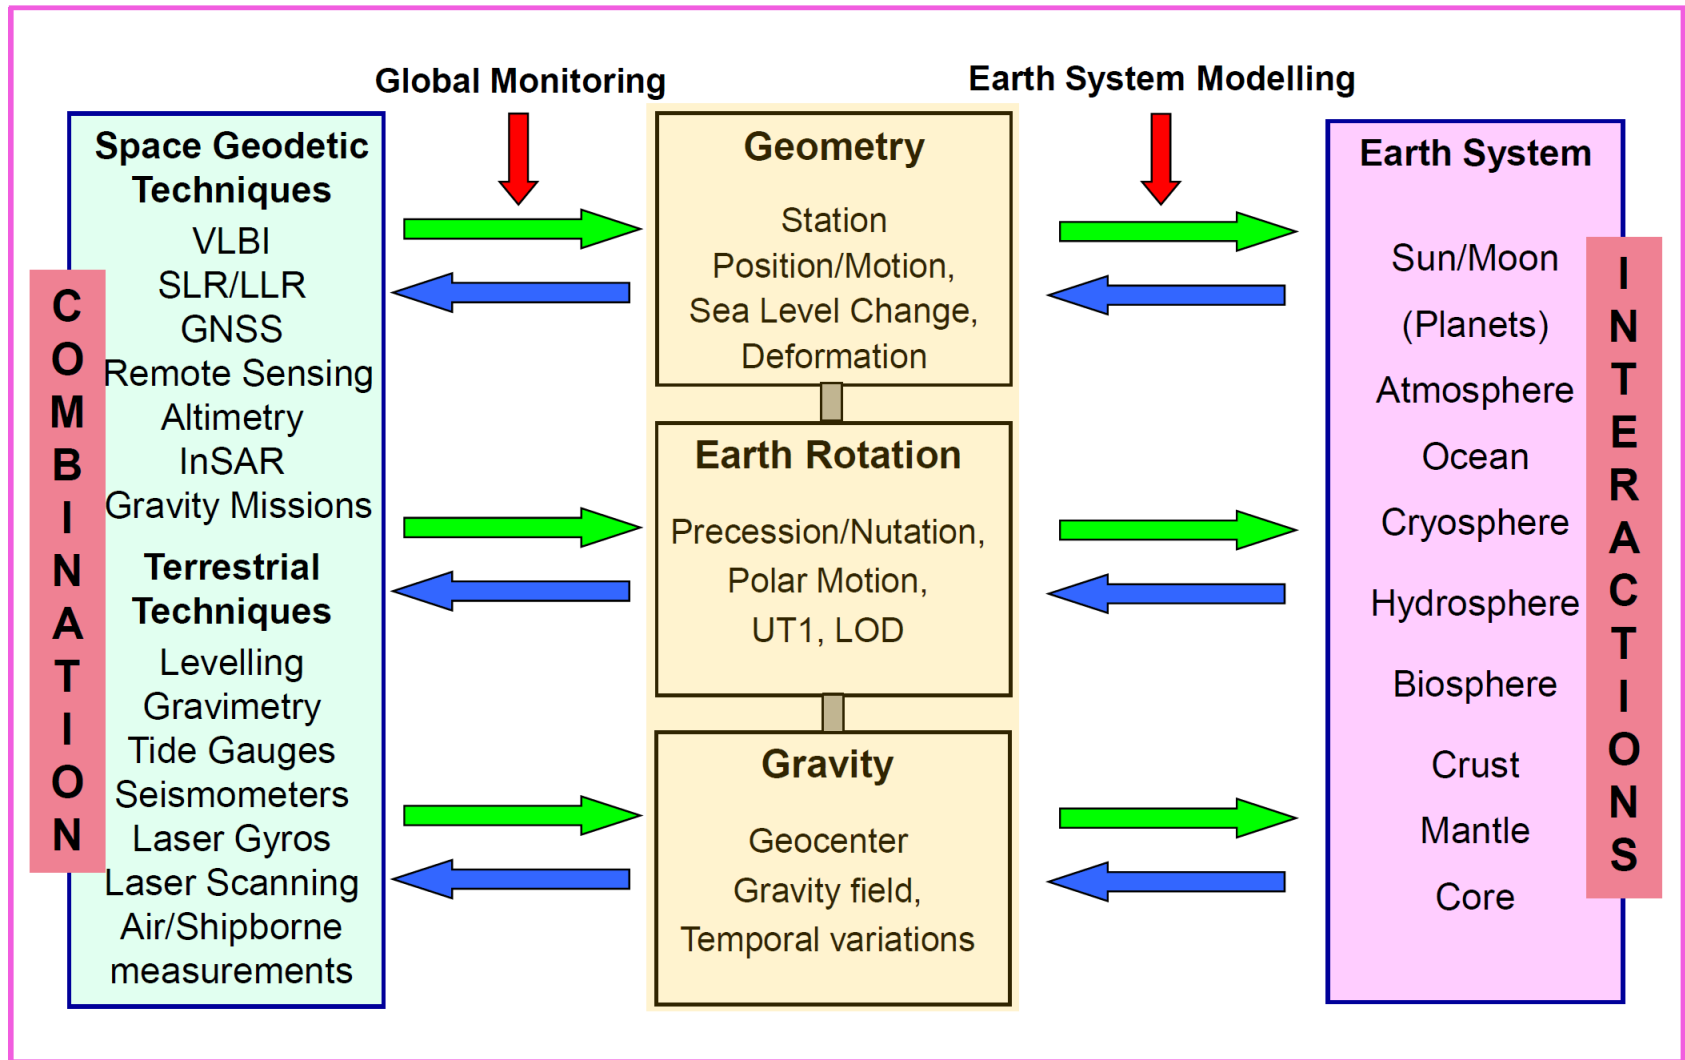 Global Monitoring
Earth System Modelling
COMBINATION
Space Geodetic
Techniques
VLBI
SLR/LLR
GNSS
Remote Sensing
Altimetry
InSAR
Gravity Missions
Terrestrial
Techniques
Levelling
Gravimetry
Tide Gauges
Seismometers
Laser Gyros
Laser Scanning
Air/Shipborne
measurements
Geometry
Station
Position/Motion,
Sea Level Change,
Deformation
Earth Rotation
Precession/Nutation,
Polar Motion,
UT1, LOD
Gravity
Geocenter
Gravity field,
Temporal variations
Earth System
Sun/Moon
(Planets)
Atmosphere
Ocean
Cryosphere
Hydrosphere
Biosphere
Crust
Mantle
Core
INTERACTIONS